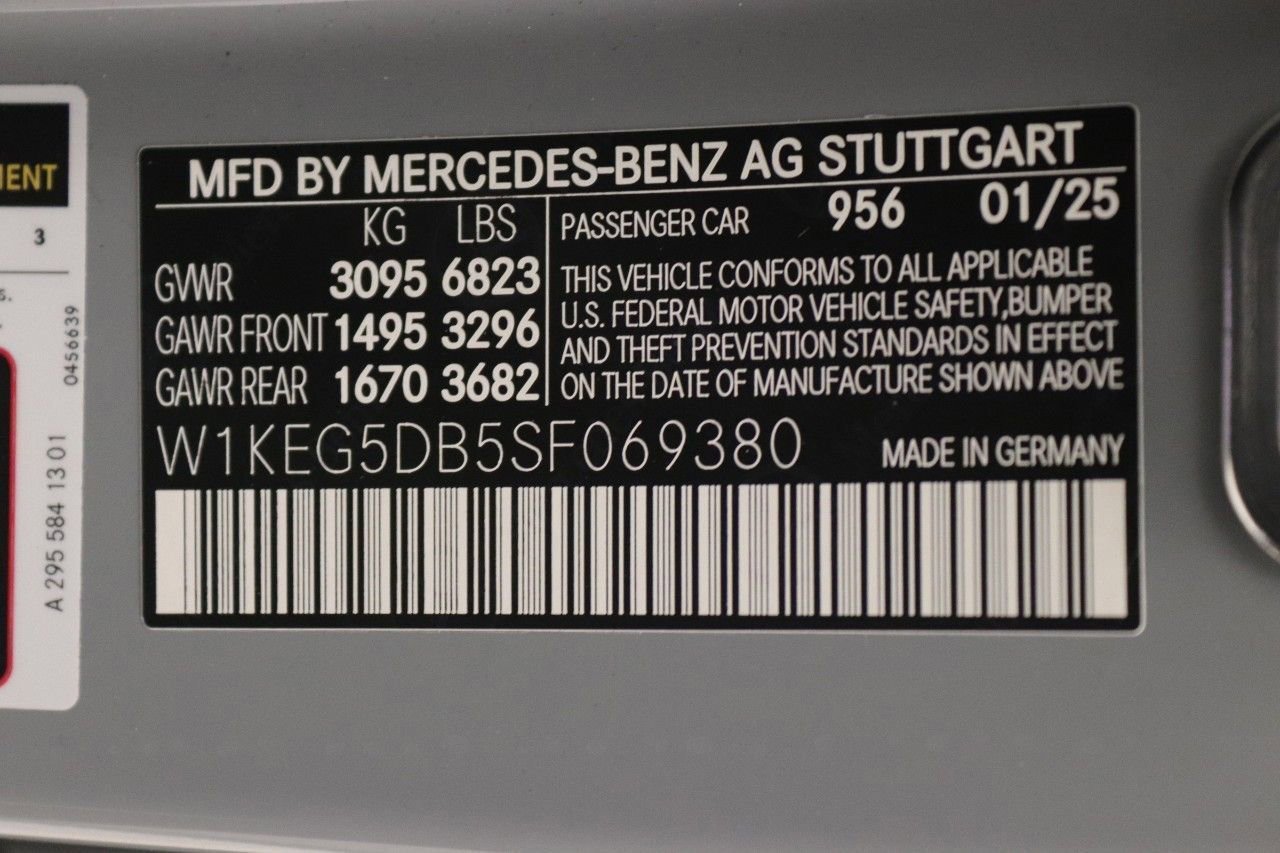 MENT
3
s.
0456639
A 295 584 13 01
MFD BY MERCEDES-BENZ AG STUTTGART
KG LBS
GVWR 3095 6823
GAWR FRONT 1495 3296
GAWR REAR 1670 3682
PASSENGER CAR 956 01/25
THIS VEHICLE CONFORMS TO ALL APPLICABLE
U.S. FEDERAL MOTOR VEHICLE SAFETY,BUMPER
AND THEFT PREVENTION STANDARDS IN EFFECT
ON THE DATE OF MANUFACTURE SHOWN ABOVE
W1KEG5DB5SF069380 MADE IN GERMANY